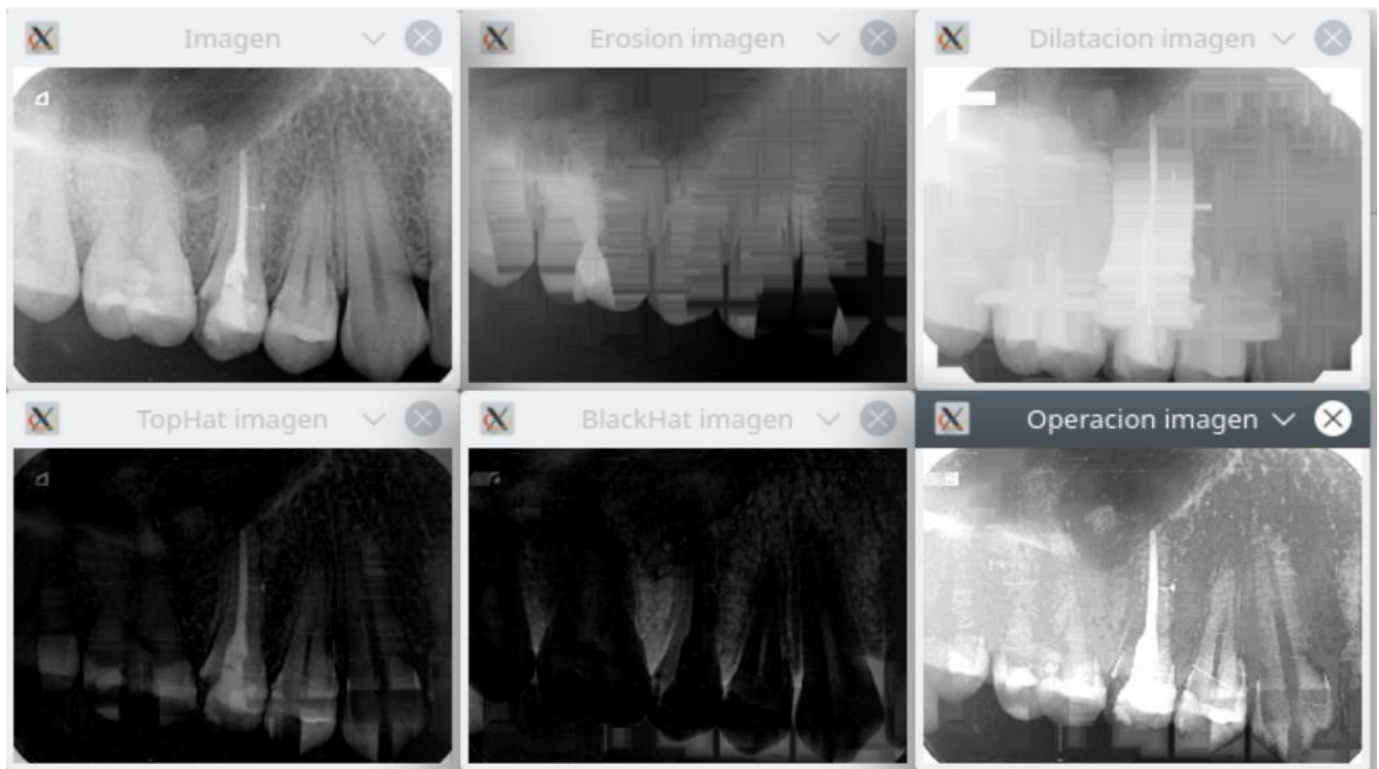 Imagen
Erosion imagen
Dilatacion imagen
TopHat imagen
BlackHat imagen
Operacion imagen